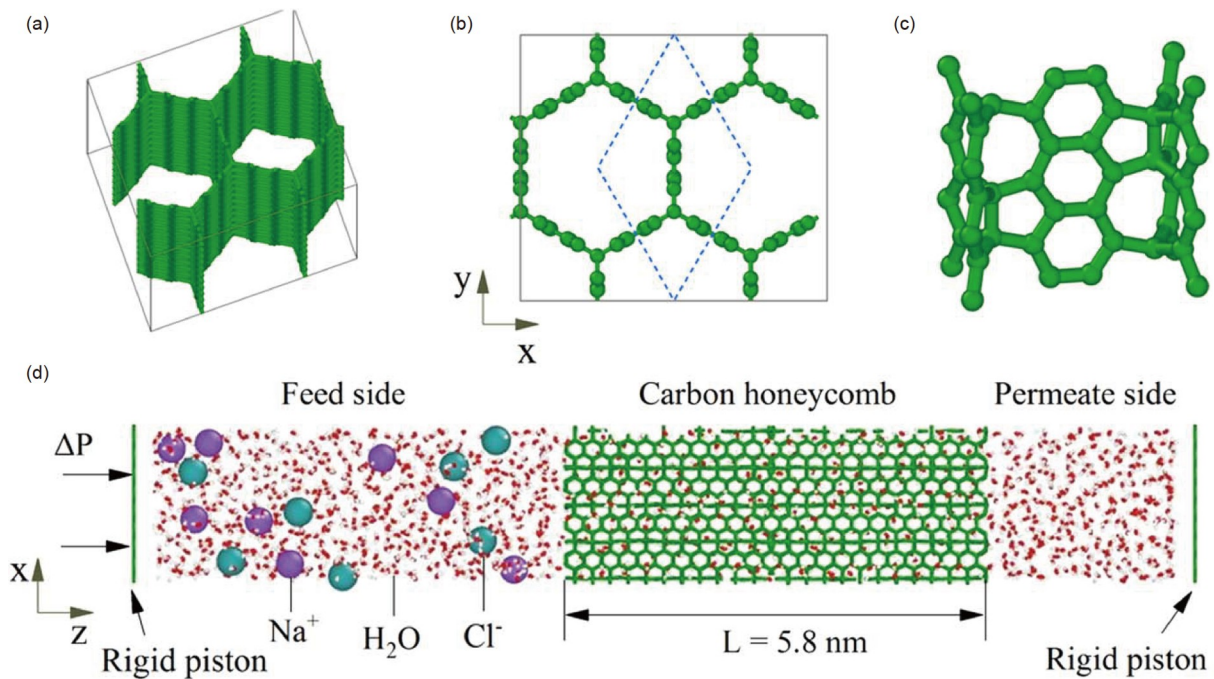 (a)
(b)
(c)
y
x
(d)
Feed side
Carbon honeycomb
Permeate side
ΔP
x
z
Na⁺
H₂O
Cl⁻
L = 5.8 nm
Rigid piston
Rigid piston